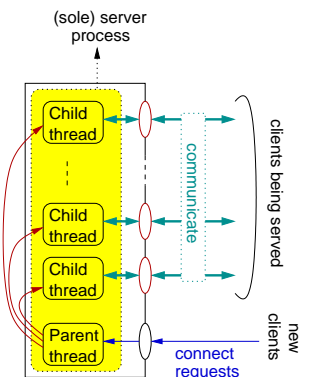 (sole) server
process
Child
thread
Child
thread
Child
thread
Parent
thread
communicate
clients being served
new
clients
connect
requests